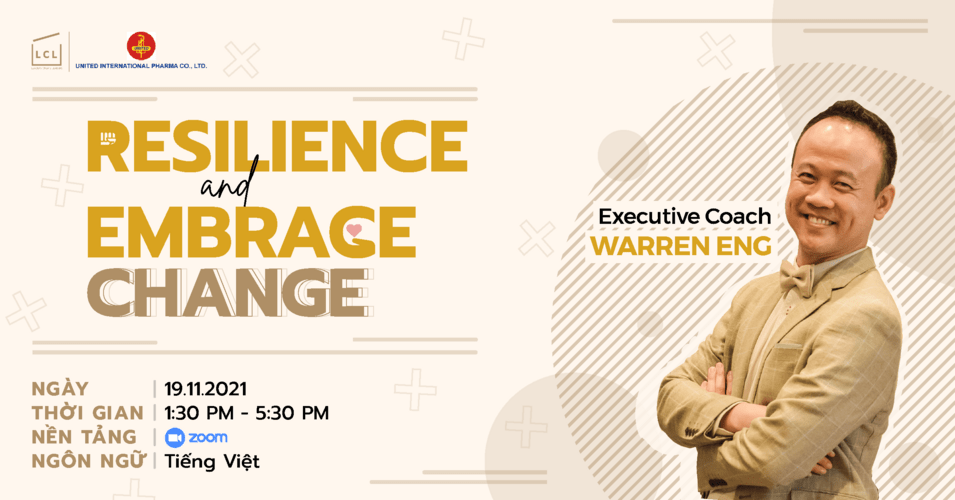 LCL
UNITED INTERNATIONAL PHARMA CO., LTD.
RESILIENCE
and
EMBRACE
CHANGE
Executive Coach
WARREN ENG
NGÀY | 19.11.2021
THỜI GIAN | 1:30 PM - 5:30 PM
NỀN TẢNG | zoom
NGÔN NGỮ | Tiếng Việt